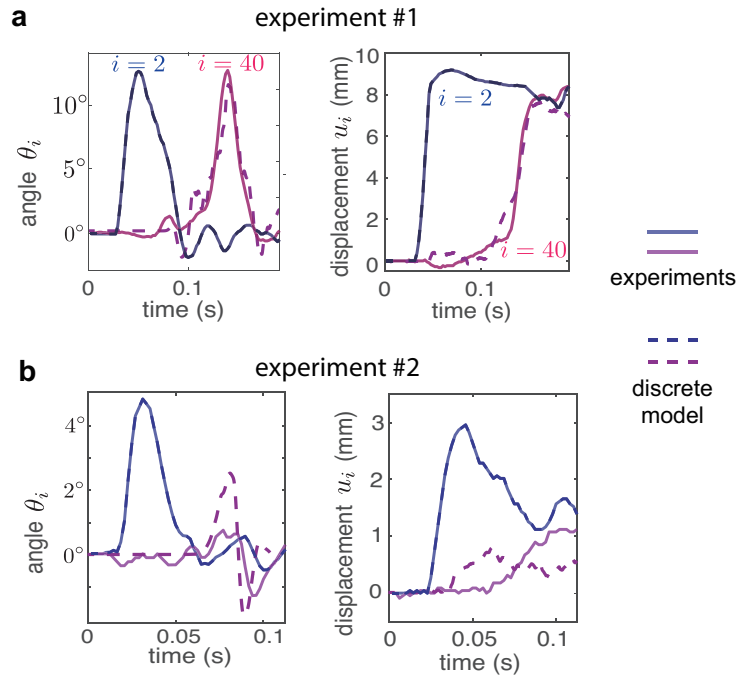 a
experiment #1
i = 2
i = 40
10°
5°
0°
angle θᵢ
0
0.1
time (s)
10
8
6
4
2
0
displacement uᵢ (mm)
i = 2
i = 40
0
0.1
time (s)
experiments
discrete
model
b
experiment #2
4°
2°
0°
angle θᵢ
0
0.05
0.1
time (s)
3
2
1
0
displacement uᵢ (mm)
0
0.05
0.1
time (s)